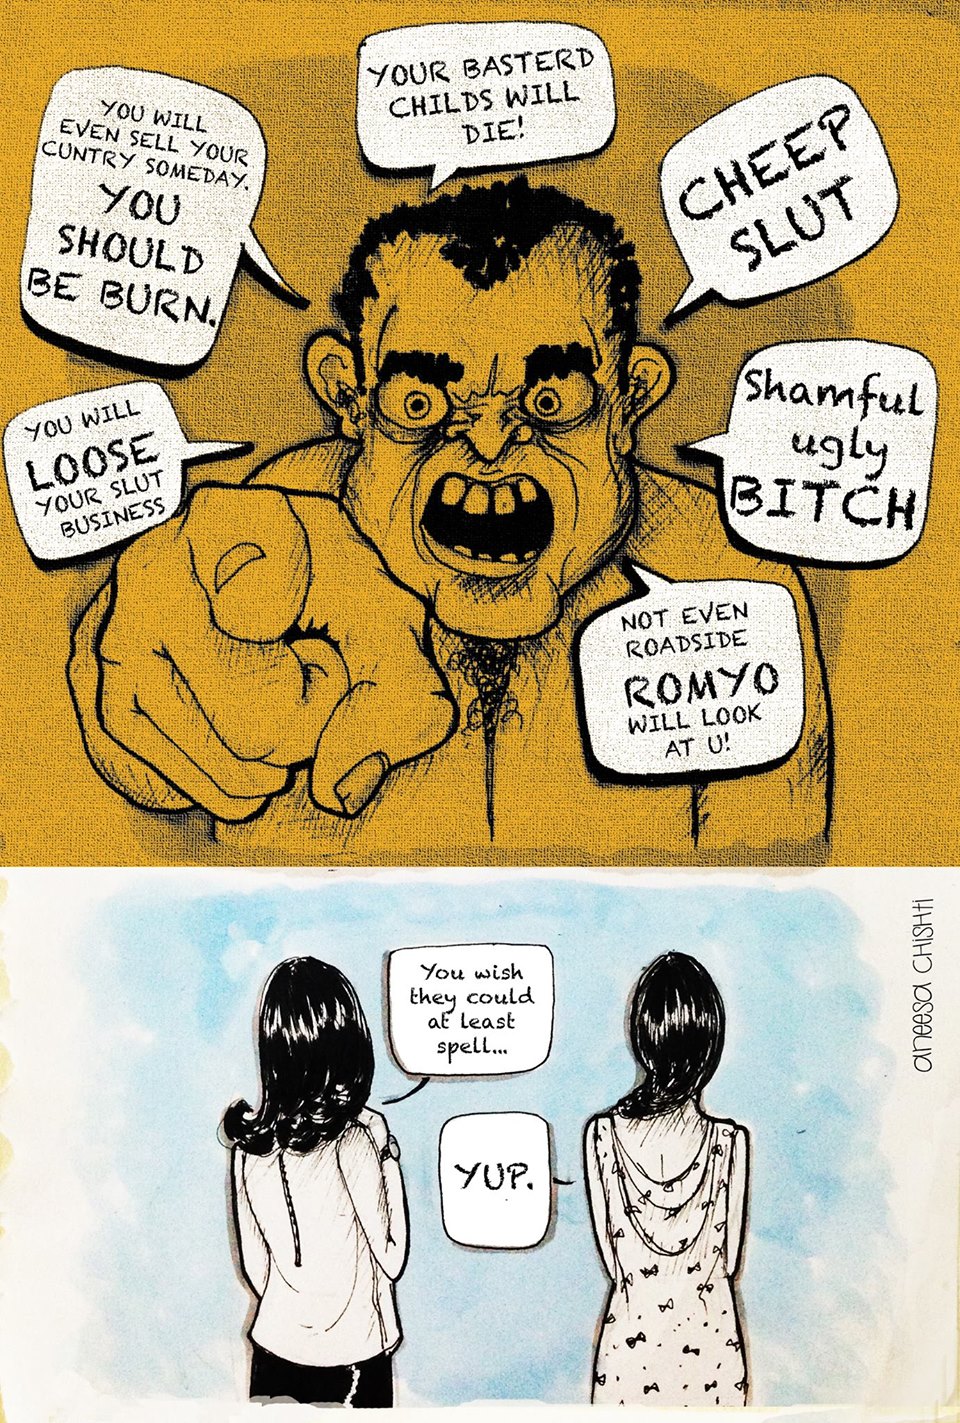 YOUR BASTERD
CHILDS WILL
DIE!
YOU WILL
EVEN SELL YOUR
CUNTRY SOMEDAY.
YOU
SHOULD
BE BURN.
CHEEP
SLUT
YOU WILL
LOOSE
YOUR SLUT
BUSINESS
Shamful
ugly
BITCH
NOT EVEN
ROADSIDE
ROMYO
WILL LOOK
AT U!
You wish
they could
at least
spell...
YUP.
aneesa chishti